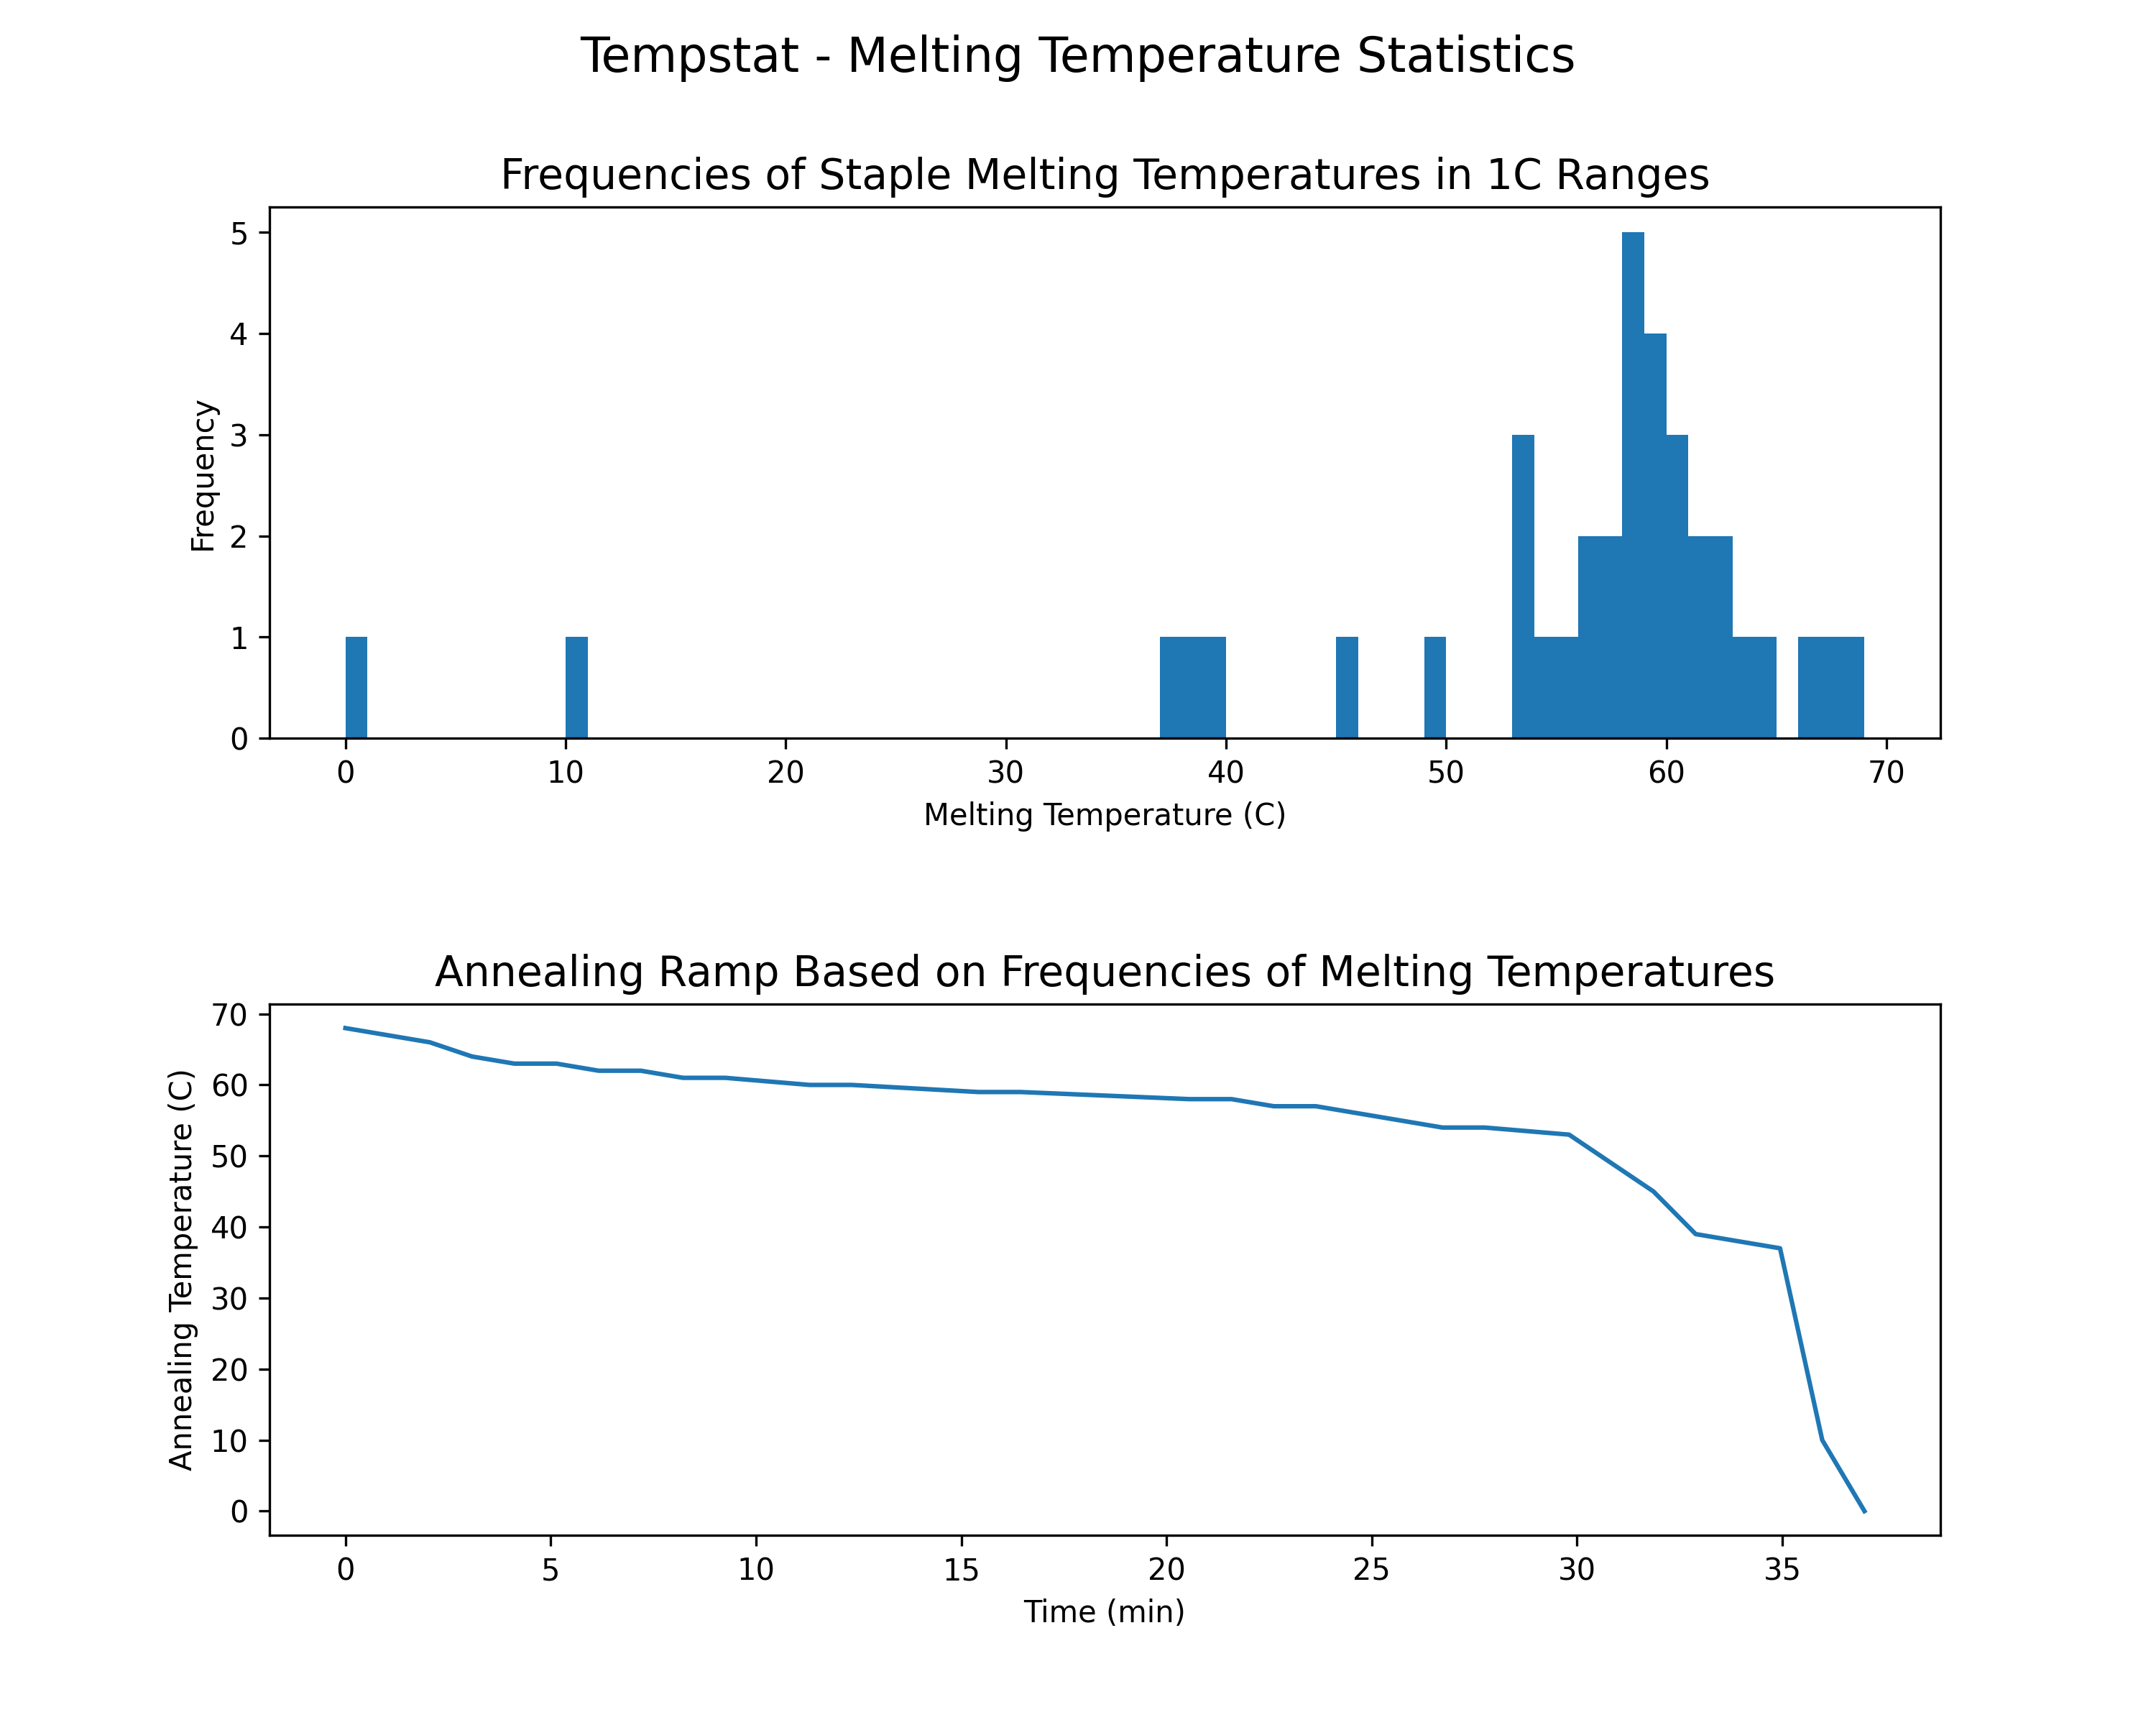 Tempstat - Melting Temperature Statistics
Frequencies of Staple Melting Temperatures in 1C Ranges
Frequency
5
4
3
2
1
0
0 10 20 30 40 50 60 70
Melting Temperature (C)
Annealing Ramp Based on Frequencies of Melting Temperatures
Annealing Temperature (C)
70
60
50
40
30
20
10
0
0 5 10 15 20 25 30 35
Time (min)